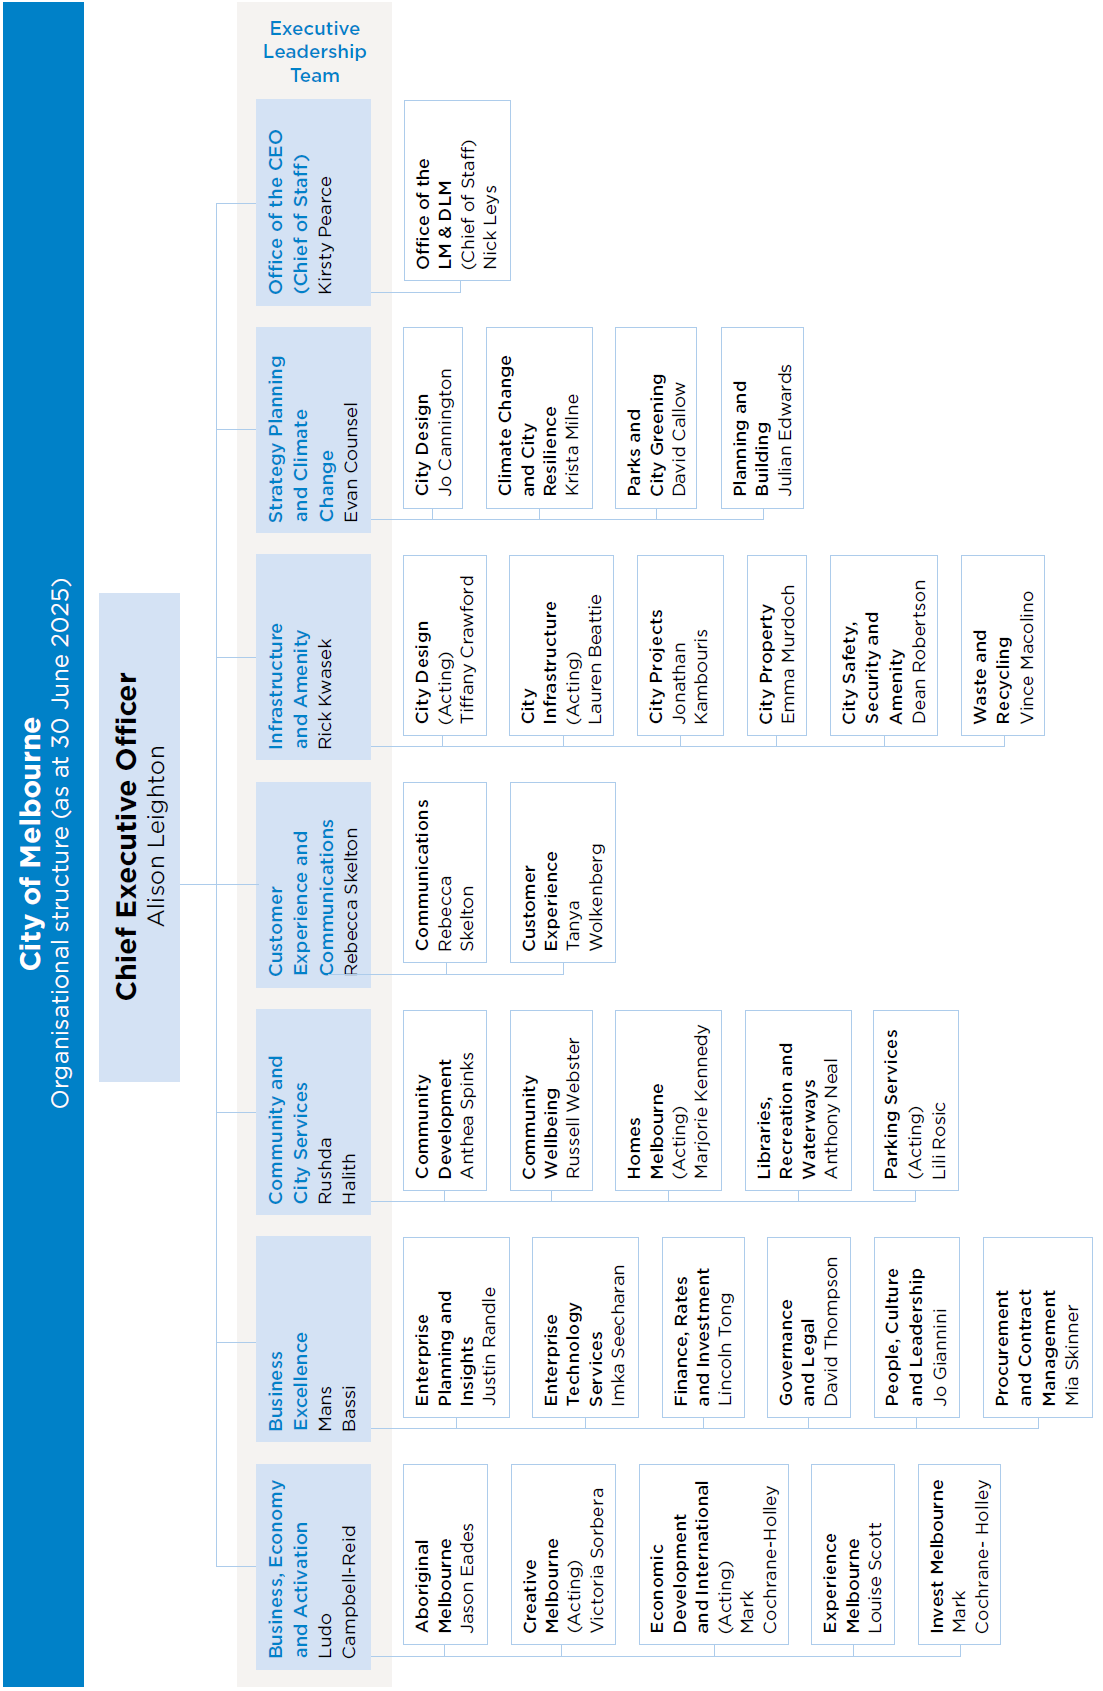 City of Melbourne
Organisational structure (as at 30 June 2025)
Chief Executive Officer
Alison Leighton
Executive
Leadership
Team
Business, Economy
and Activation
Ludo
Campbell-Reid
Aboriginal
Melbourne
Jason Eades
Creative
Melbourne
(Acting)
Victoria Sorbera
Economic
Development
and International
(Acting)
Mark
Cochrane-Holley
Experience
Melbourne
Louise Scott
Invest Melbourne
Mark
Cochrane- Holley
Business
Excellence
Mans
Bassi
Enterprise
Planning and
Insights
Justin Randle
Enterprise
Technology
Services
Imka Seecharan
Finance, Rates
and Investment
Lincoln Tong
Governance
and Legal
David Thompson
People, Culture
and Leadership
Jo Giannini
Procurement
and Contract
Management
Mia Skinner
Community and
City Services
Rushda
Halith
Community
Development
Anthea Spinks
Community
Wellbeing
Russell Webster
Homes
Melbourne
(Acting)
Marjorie Kennedy
Libraries,
Recreation and
Waterways
Anthony Neal
Parking Services
(Acting)
Lili Rosic
Customer
Experience and
Communications
Rebecca Skelton
Communications
Rebecca
Skelton
Customer
Experience
Tanya
Wolkenberg
Infrastructure
and Amenity
Rick Kwasek
City Design
(Acting)
Tiffany Crawford
City
Infrastructure
(Acting)
Lauren Beattie
City Projects
Jonathan
Kambouris
City Property
Emma Murdoch
City Safety,
Security and
Amenity
Dean Robertson
Waste and
Recycling
Vince Macolino
Strategy Planning
and Climate
Change
Evan Counsel
City Design
Jo Cannington
Climate Change
and City
Resilience
Krista Milne
Parks and
City Greening
David Callow
Planning and
Building
Julian Edwards
Office of the CEO
(Chief of Staff)
Kirsty Pearce
Office of the
LM & DLM
(Chief of Staff)
Nick Leys